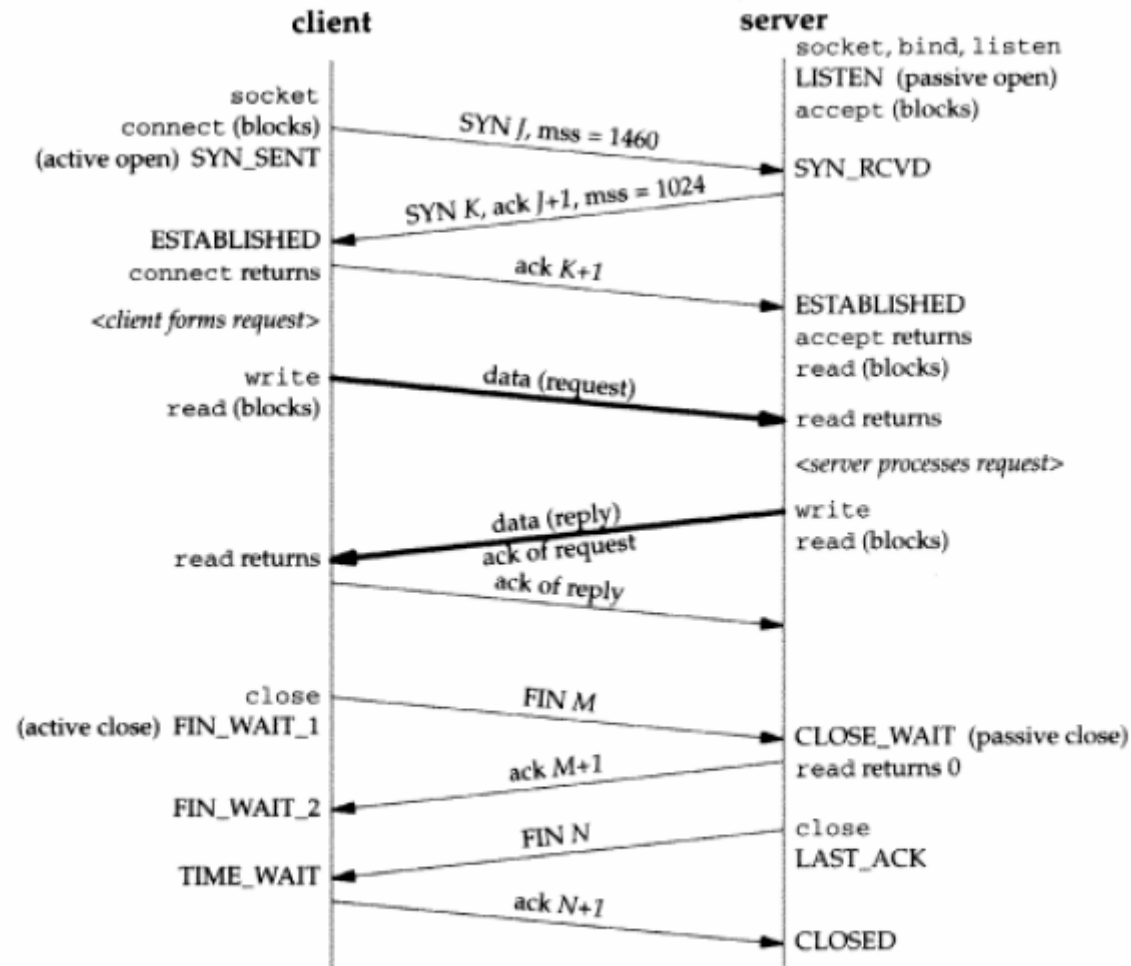 client
server
socket, bind, listen
LISTEN (passive open)
accept (blocks)
socket
connect (blocks)
(active open) SYN_SENT
SYN J, mss = 1460
SYN_RCVD
SYN K, ack J+1, mss = 1024
ESTABLISHED
connect returns
ack K+1
<client forms request>
ESTABLISHED
accept returns
read (blocks)
write
read (blocks)
data (request)
read returns
<server processes request>
write
read (blocks)
data (reply)
ack of request
read returns
ack of reply
close
(active close) FIN_WAIT_1
FIN M
CLOSE_WAIT (passive close)
read returns 0
ack M+1
FIN_WAIT_2
close
LAST_ACK
FIN N
TIME_WAIT
ack N+1
CLOSED